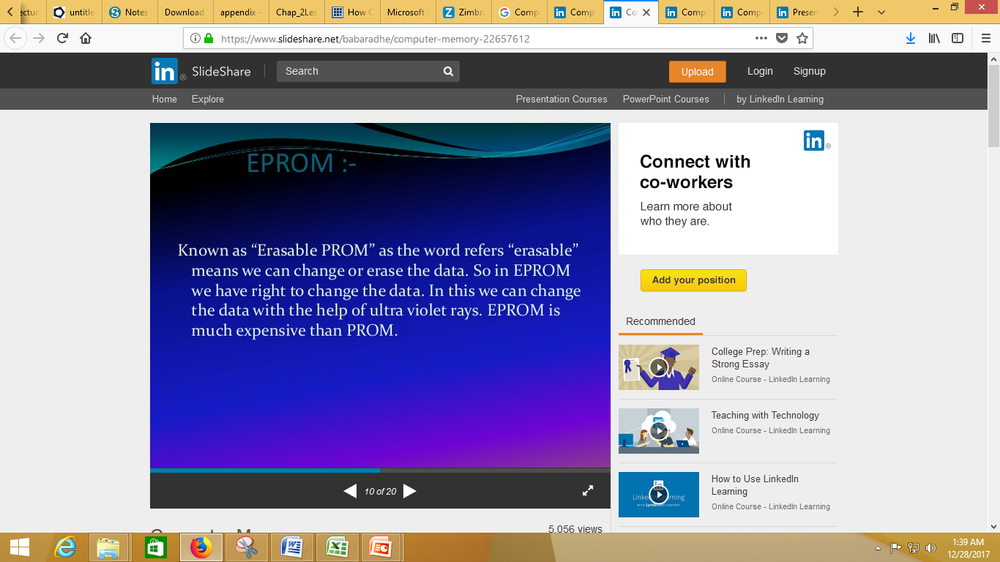 ecture
untitle
Notes
Download
appendix -
Chap_2Les
How C
Microsoft
Zimbra
Comp
Comp
Co
Comp
Comp
Presen
https://www.slideshare.net/babaradhe/computer-memory-22657612
in® SlideShare
Search
Upload
Login
Signup
Home
Explore
Presentation Courses
PowerPoint Courses
by LinkedIn Learning
EPROM :-
Known as “Erasable PROM” as the word refers “erasable”
means we can change or erase the data. So in EPROM
we have right to change the data. In this we can change
the data with the help of ultra violet rays. EPROM is
much expensive than PROM.
10 of 20
5,056 views
in®
Connect with
co-workers
Learn more about
who they are.
Add your position
Recommended
College Prep: Writing a
Strong Essay
Online Course - LinkedIn Learning
Teaching with Technology
Online Course - LinkedIn Learning
How to Use LinkedIn
Learning
Online Course - LinkedIn Learning
1:39 AM
12/28/2017